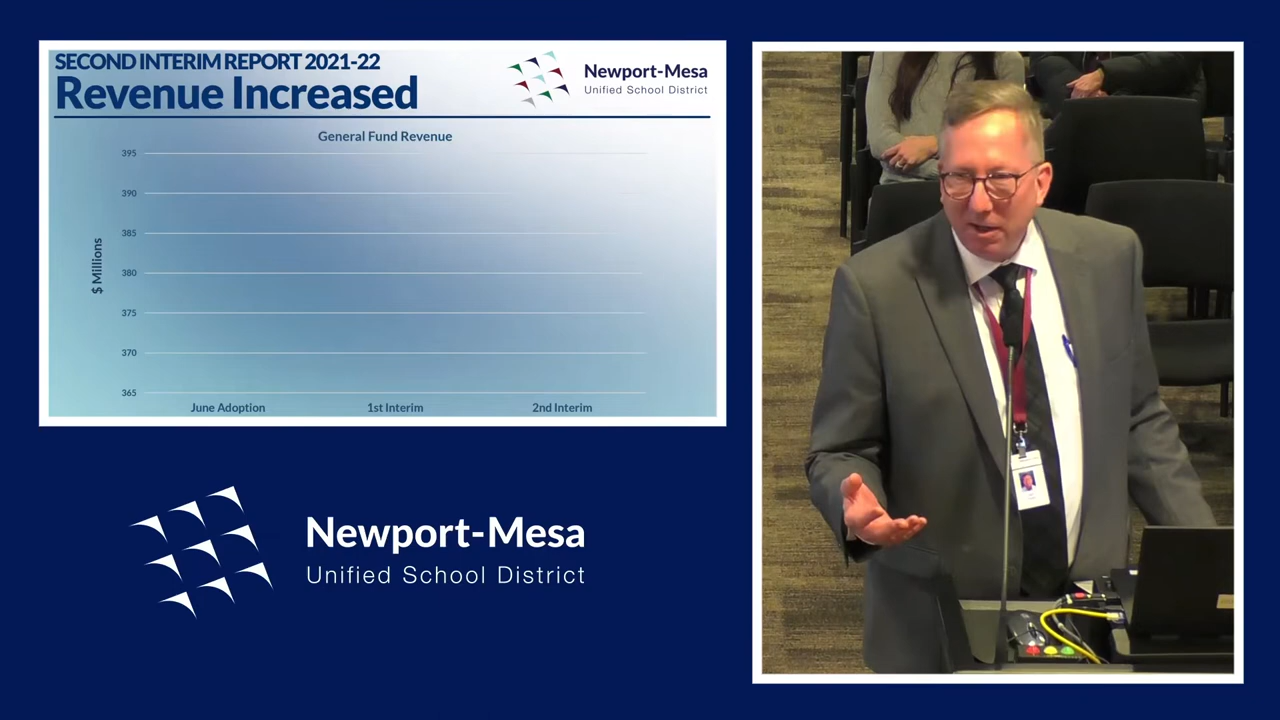 SECOND INTERIM REPORT 2021-22
Revenue Increased
Newport-Mesa
Unified School District
General Fund Revenue
395
390
385
380
375
370
365
$ Millions
June Adoption
1st Interim
2nd Interim
Newport-Mesa
Unified School District